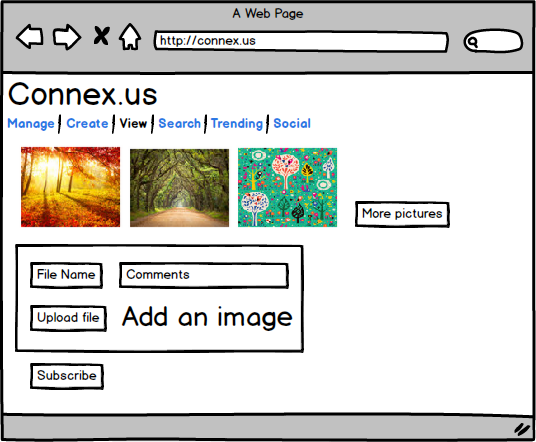 A Web Page
http://connex.us
Connex.us
Manage Create View Search Trending Social
More pictures
File Name Comments
Upload file Add an image
Subscribe